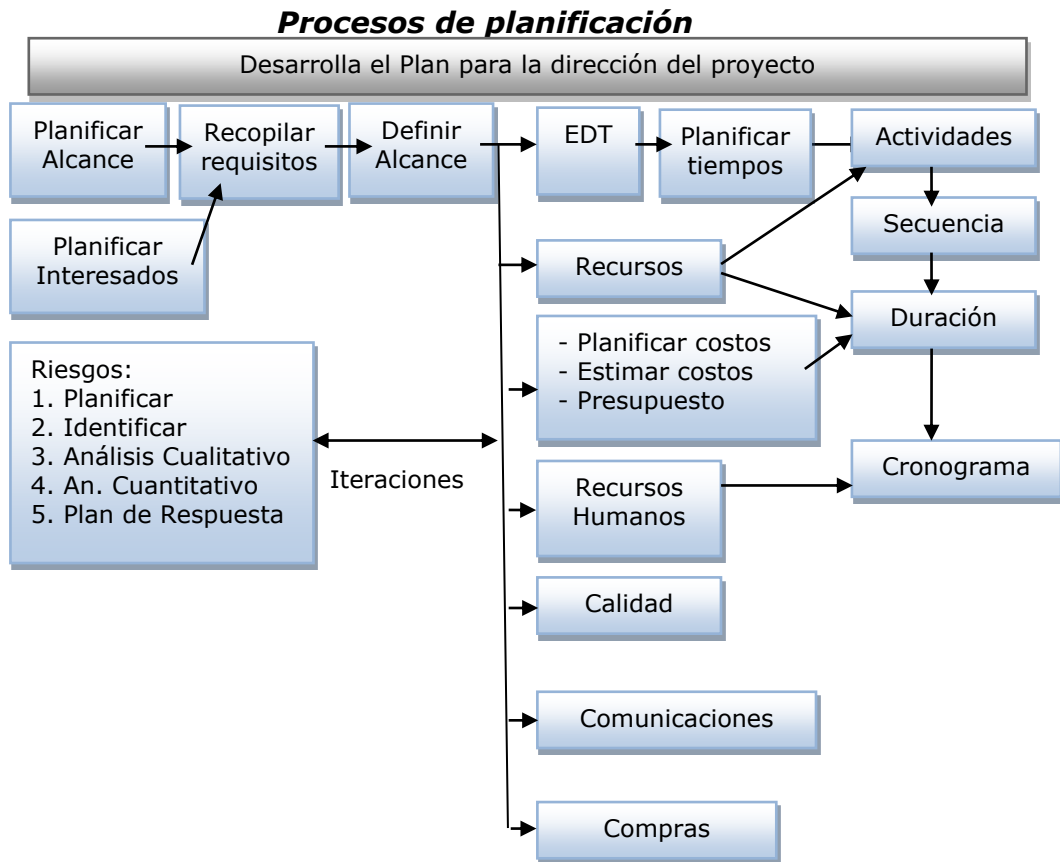 Procesos de planificación
Desarrolla el Plan para la dirección del proyecto
Planificar
Alcance
Recopilar
requisitos
Definir
Alcance
EDT
Planificar
tiempos
Actividades
Planificar
Interesados
Secuencia
Recursos
Duración
- Planificar costos
- Estimar costos
- Presupuesto
Riesgos:
1. Planificar
2. Identificar
3. Análisis Cualitativo
4. An. Cuantitativo
5. Plan de Respuesta
Iteraciones
Cronograma
Recursos
Humanos
Calidad
Comunicaciones
Compras